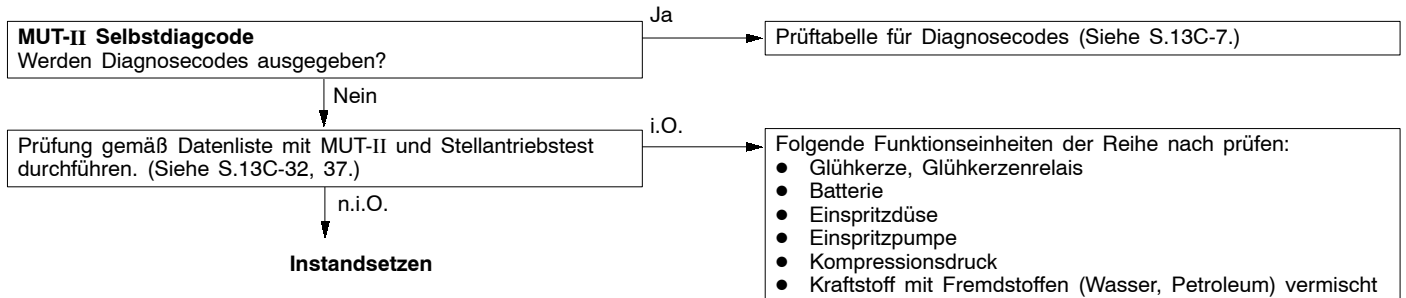 MUT-II Selbstdiagcode
Werden Diagnosecodes ausgegeben?
Ja
Prüftabelle für Diagnosecodes (Siehe S.13C-7.)
Nein
Prüfung gemäß Datenliste mit MUT-II und Stellantriebstest
durchführen. (Siehe S.13C-32, 37.)
i.O.
Folgende Funktionseinheiten der Reihe nach prüfen:
● Glühkerze, Glühkerzenrelais
● Batterie
● Einspritzdüse
● Einspritzpumpe
● Kompressionsdruck
● Kraftstoff mit Fremdstoffen (Wasser, Petroleum) vermischt
n.i.O.
Instandsetzen